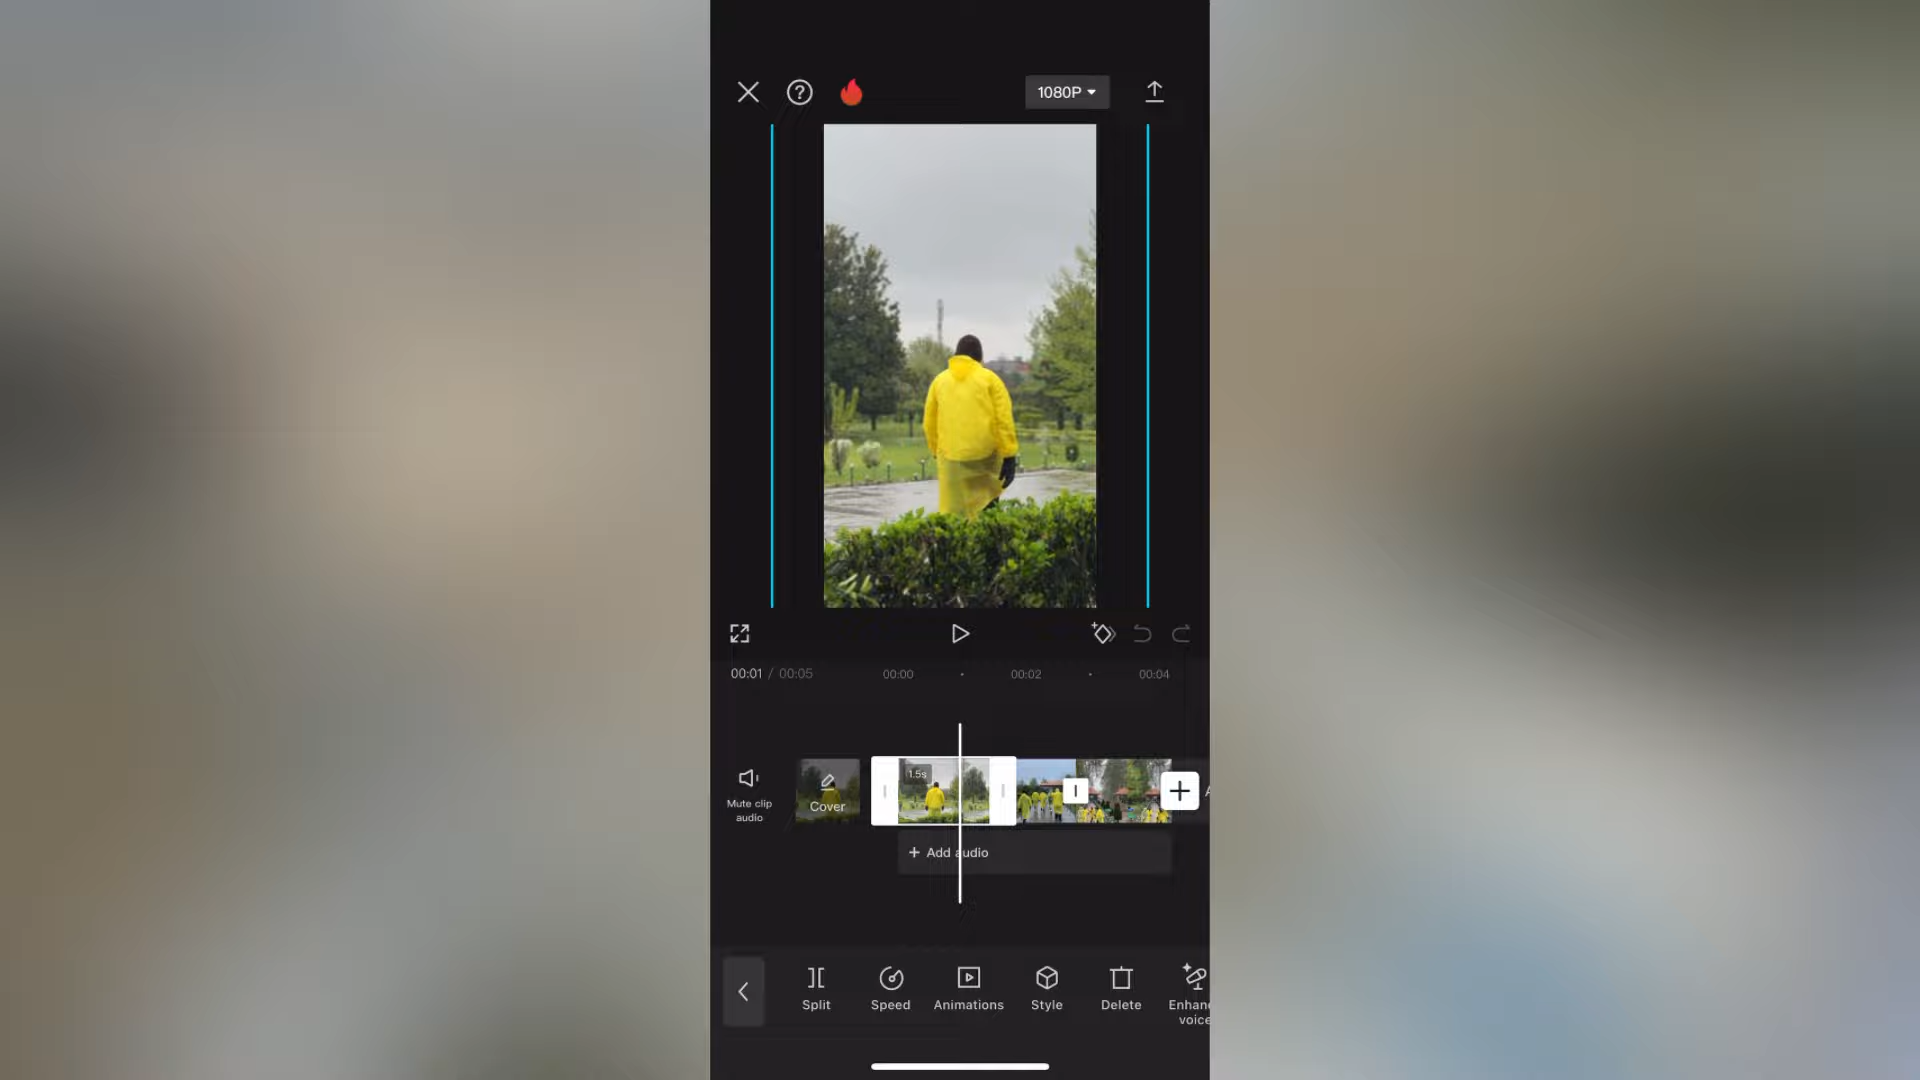 1080P
00:01 / 00:05
00:00
00:02
00:04
1.5s
Mute clip
audio
Cover
+ Add audio
Split
Speed
Animations
Style
Delete
Enhan
voice